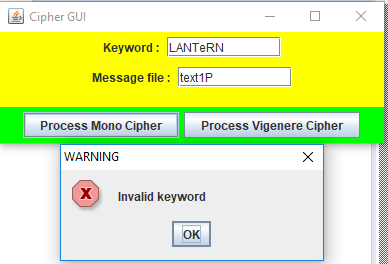 Cipher GUI
Keyword : LANTeRN
Message file : text1P
Process Mono Cipher Process Vigenere Cipher
WARNING
Invalid keyword
OK